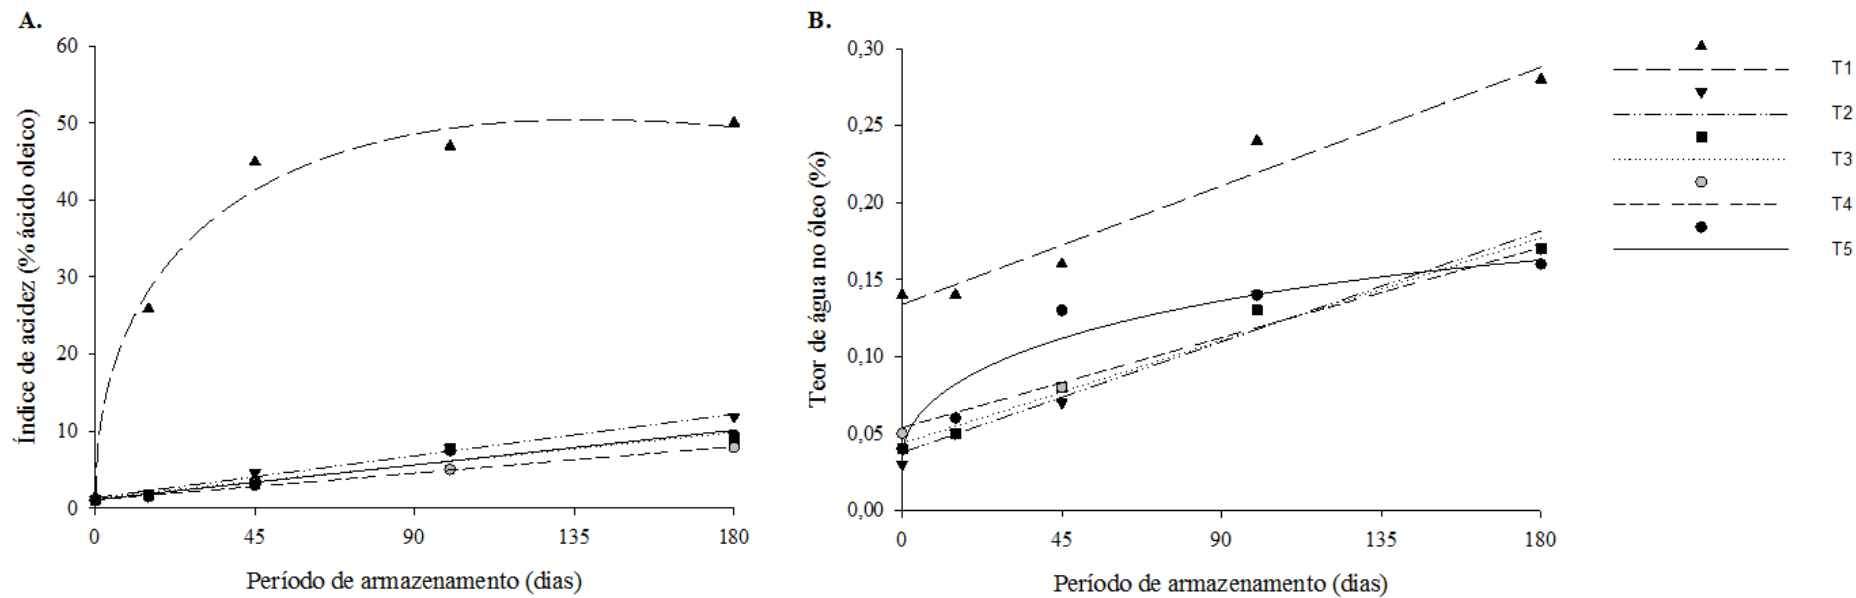 A.
Índice de acidez (% ácido oleico)
60
50
40
30
20
10
0
0 45 90 135 180
Período de armazenamento (dias)
B.
Teor de água no óleo (%)
0,30
0,25
0,20
0,15
0,10
0,05
0,00
0 45 90 135 180
Período de armazenamento (dias)
T1
T2
T3
T4
T5